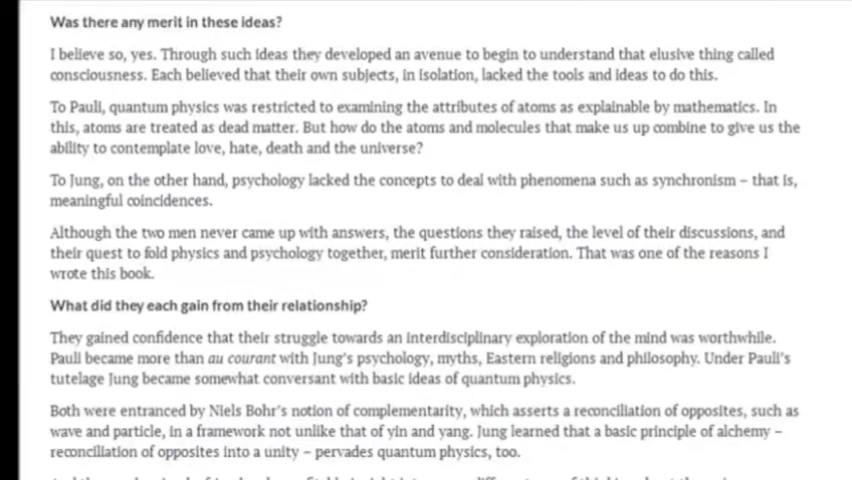 Was there any merit in these ideas?
I believe so, yes. Through such ideas they developed an avenue to begin to understand that elusive thing called
consciousness. Each believed that their own subjects, in isolation, lacked the tools and ideas to do this.
To Pauli, quantum physics was restricted to examining the attributes of atoms as explainable by mathematics. In
this, atoms are treated as dead matter. But how do the atoms and molecules that make us up combine to give us the
ability to contemplate love, hate, death and the universe?
To Jung, on the other hand, psychology lacked the concepts to deal with phenomena such as synchronism – that is,
meaningful coincidences.
Although the two men never came up with answers, the questions they raised, the level of their discussions, and
their quest to fold physics and psychology together, merit further consideration. That was one of the reasons I
wrote this book.
What did they each gain from their relationship?
They gained confidence that their struggle towards an interdisciplinary exploration of the mind was worthwhile.
Pauli became more than au courant with Jung's psychology, myths, Eastern religions and philosophy. Under Pauli's
tutelage Jung became somewhat conversant with basic ideas of quantum physics.
Both were entranced by Niels Bohr's notion of complementarity, which asserts a reconciliation of opposites, such as
wave and particle, in a framework not unlike that of yin and yang. Jung learned that a basic principle of alchemy –
reconciliation of opposites into a unity – pervades quantum physics, too.